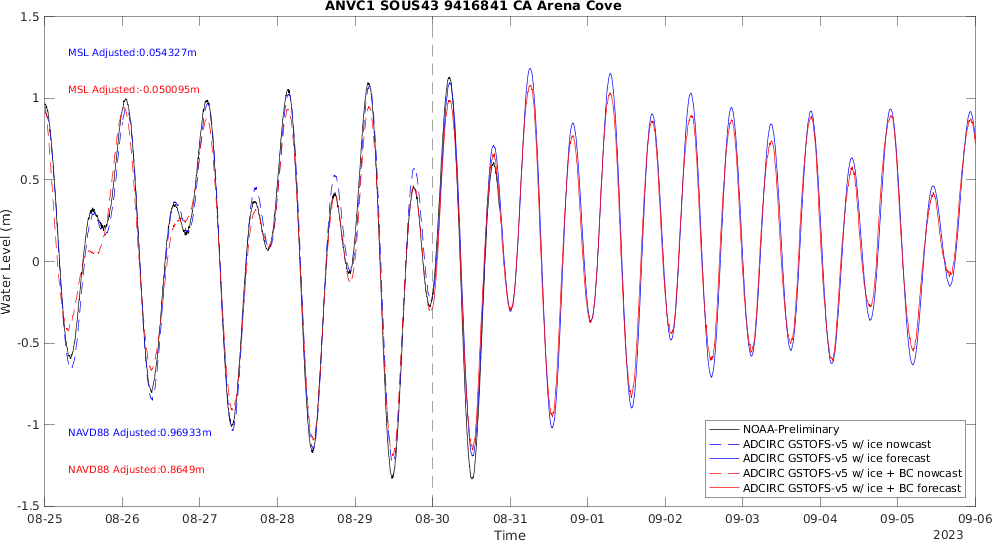 ANVC1 SOUS43 9416841 CA Arena Cove
MSL Adjusted:0.054327m
MSL Adjusted:-0.050095m
NAVD88 Adjusted:0.96933m
NAVD88 Adjusted:0.8649m
Water Level (m)
1.5
1
0.5
0
-0.5
-1
-1.5
NOAA-Preliminary
ADCIRC GSTOFS-v5 w/ ice nowcast
ADCIRC GSTOFS-v5 w/ ice forecast
ADCIRC GSTOFS-v5 w/ ice + BC nowcast
ADCIRC GSTOFS-v5 w/ ice + BC forecast
08-25 08-26 08-27 08-28 08-29 08-30 08-31 09-01 09-02 09-03 09-04 09-05 09-06
Time
2023